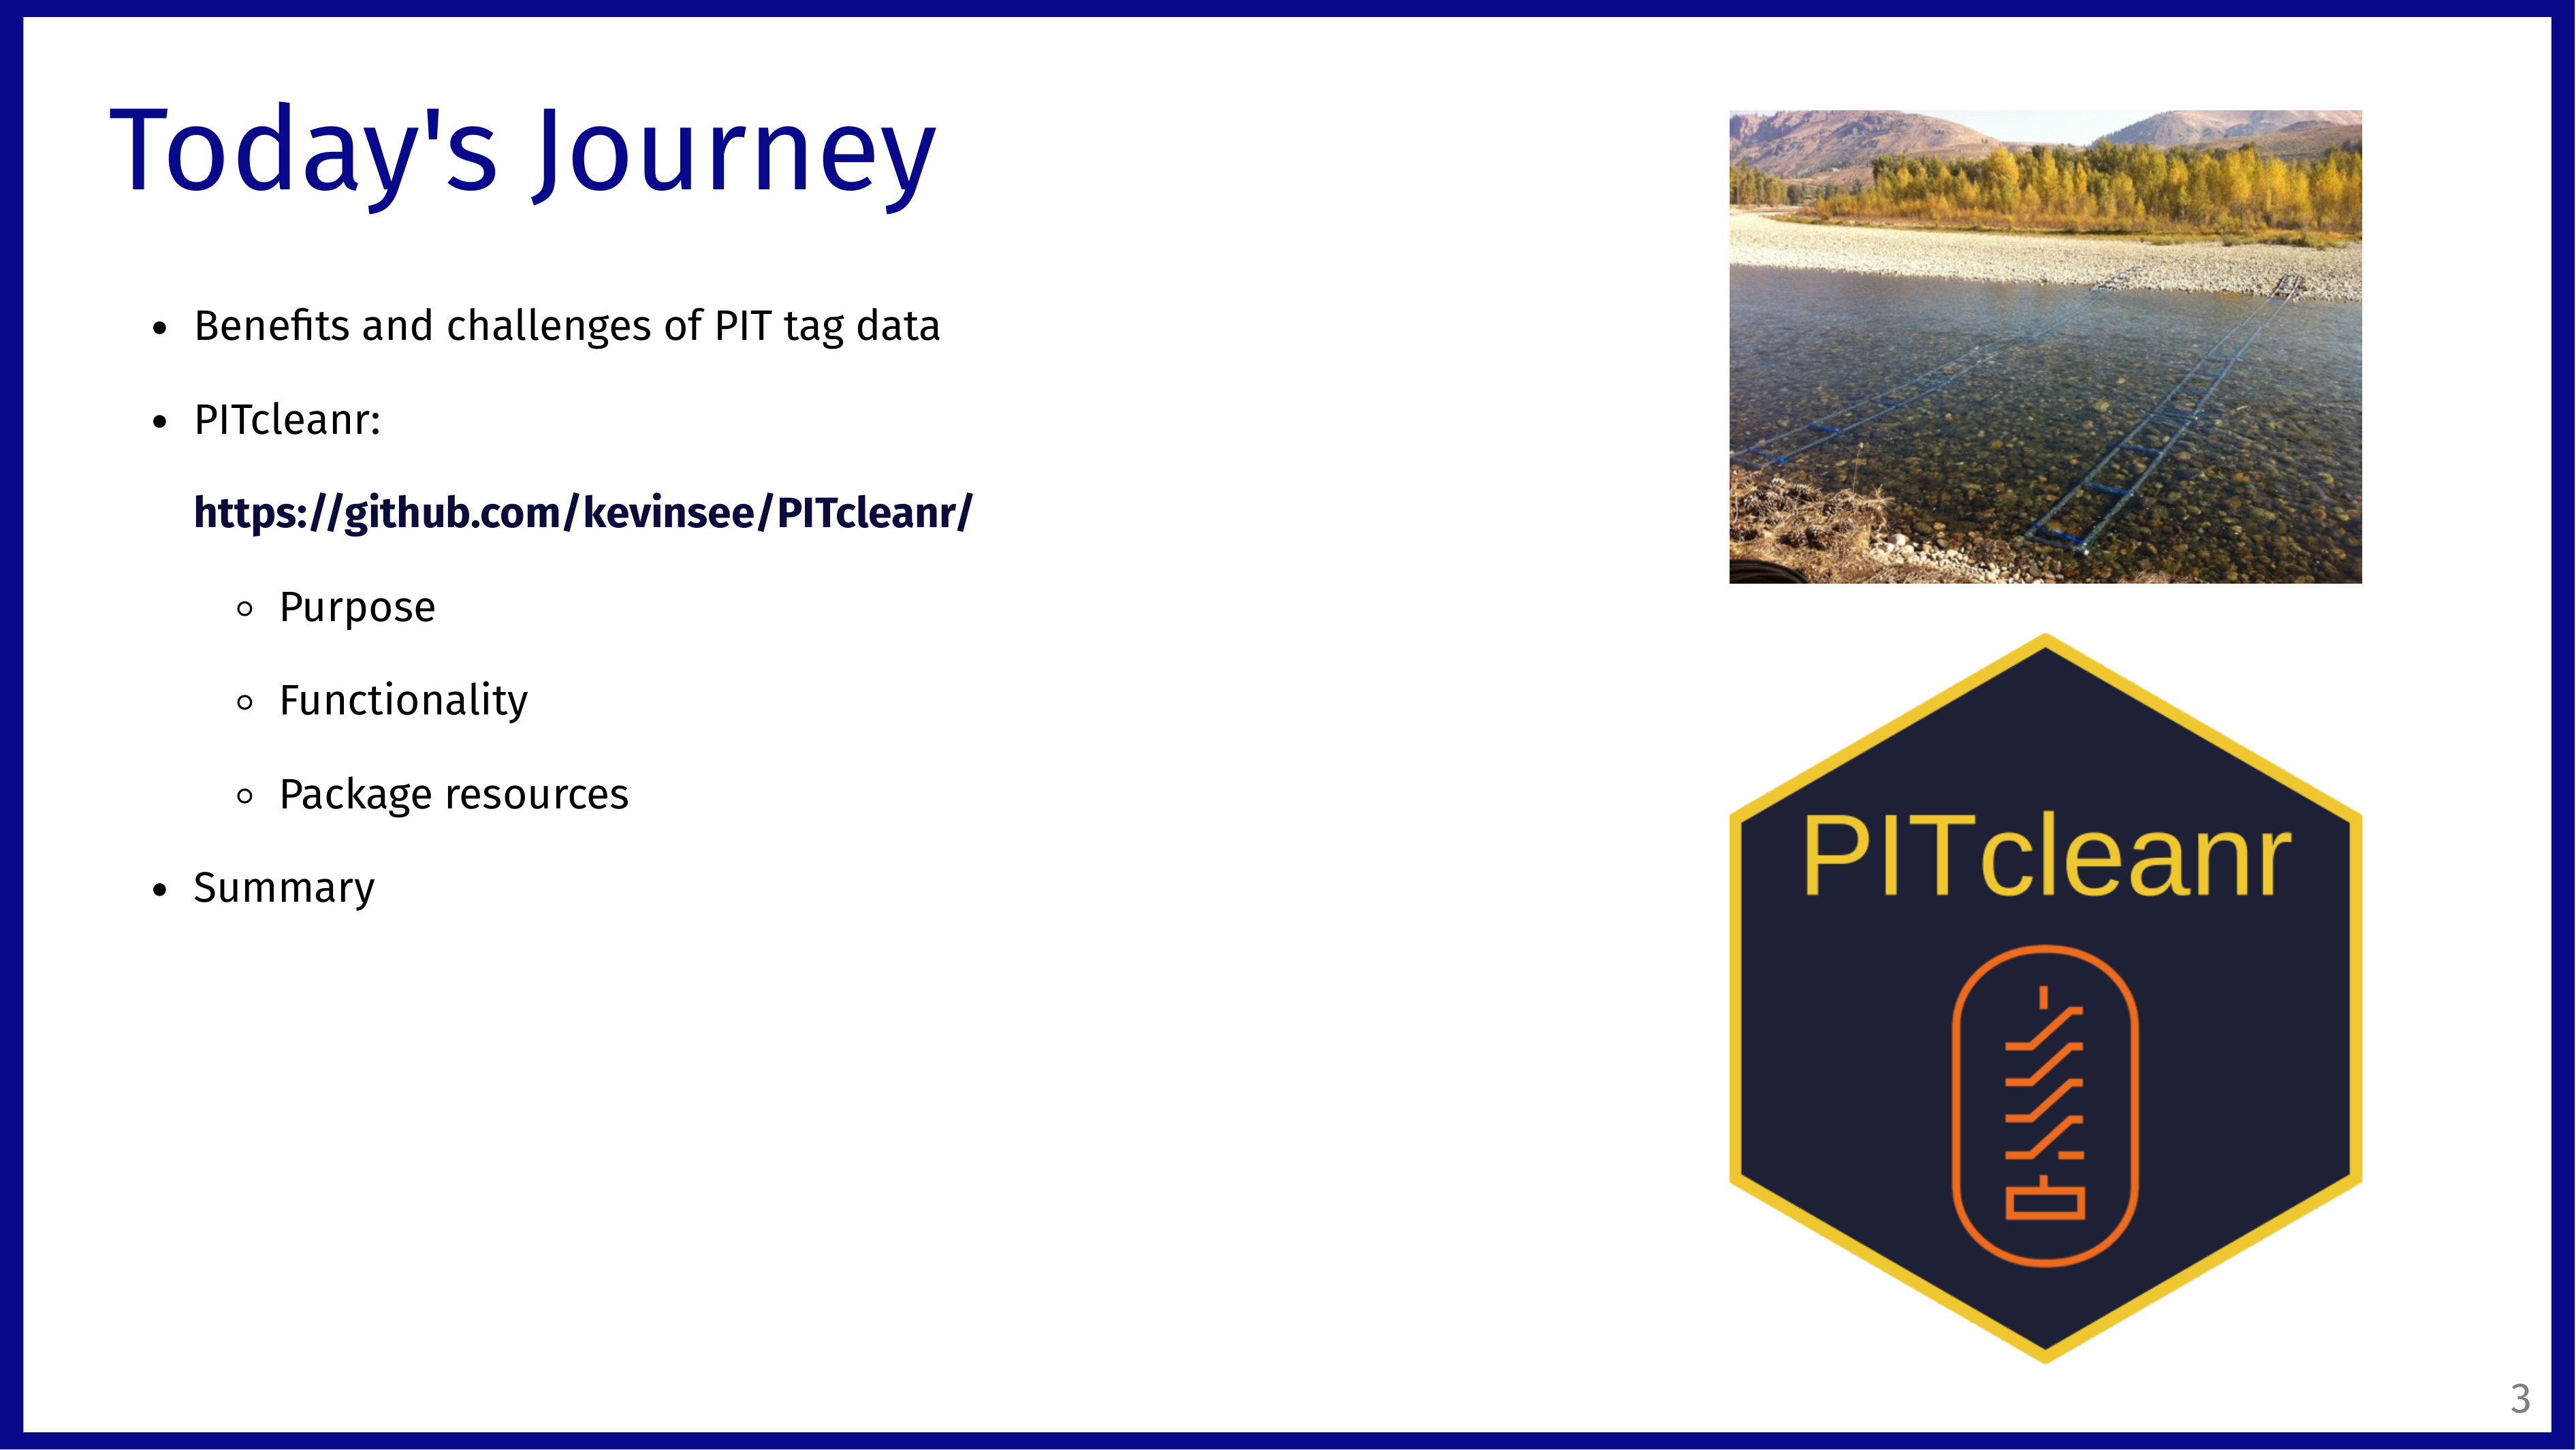 Today's Journey
Benefits and challenges of PIT tag data
PITcleanr:
https://github.com/kevinsee/PITcleanr/
Purpose
Functionality
Package resources
Summary
PITcleanr
3